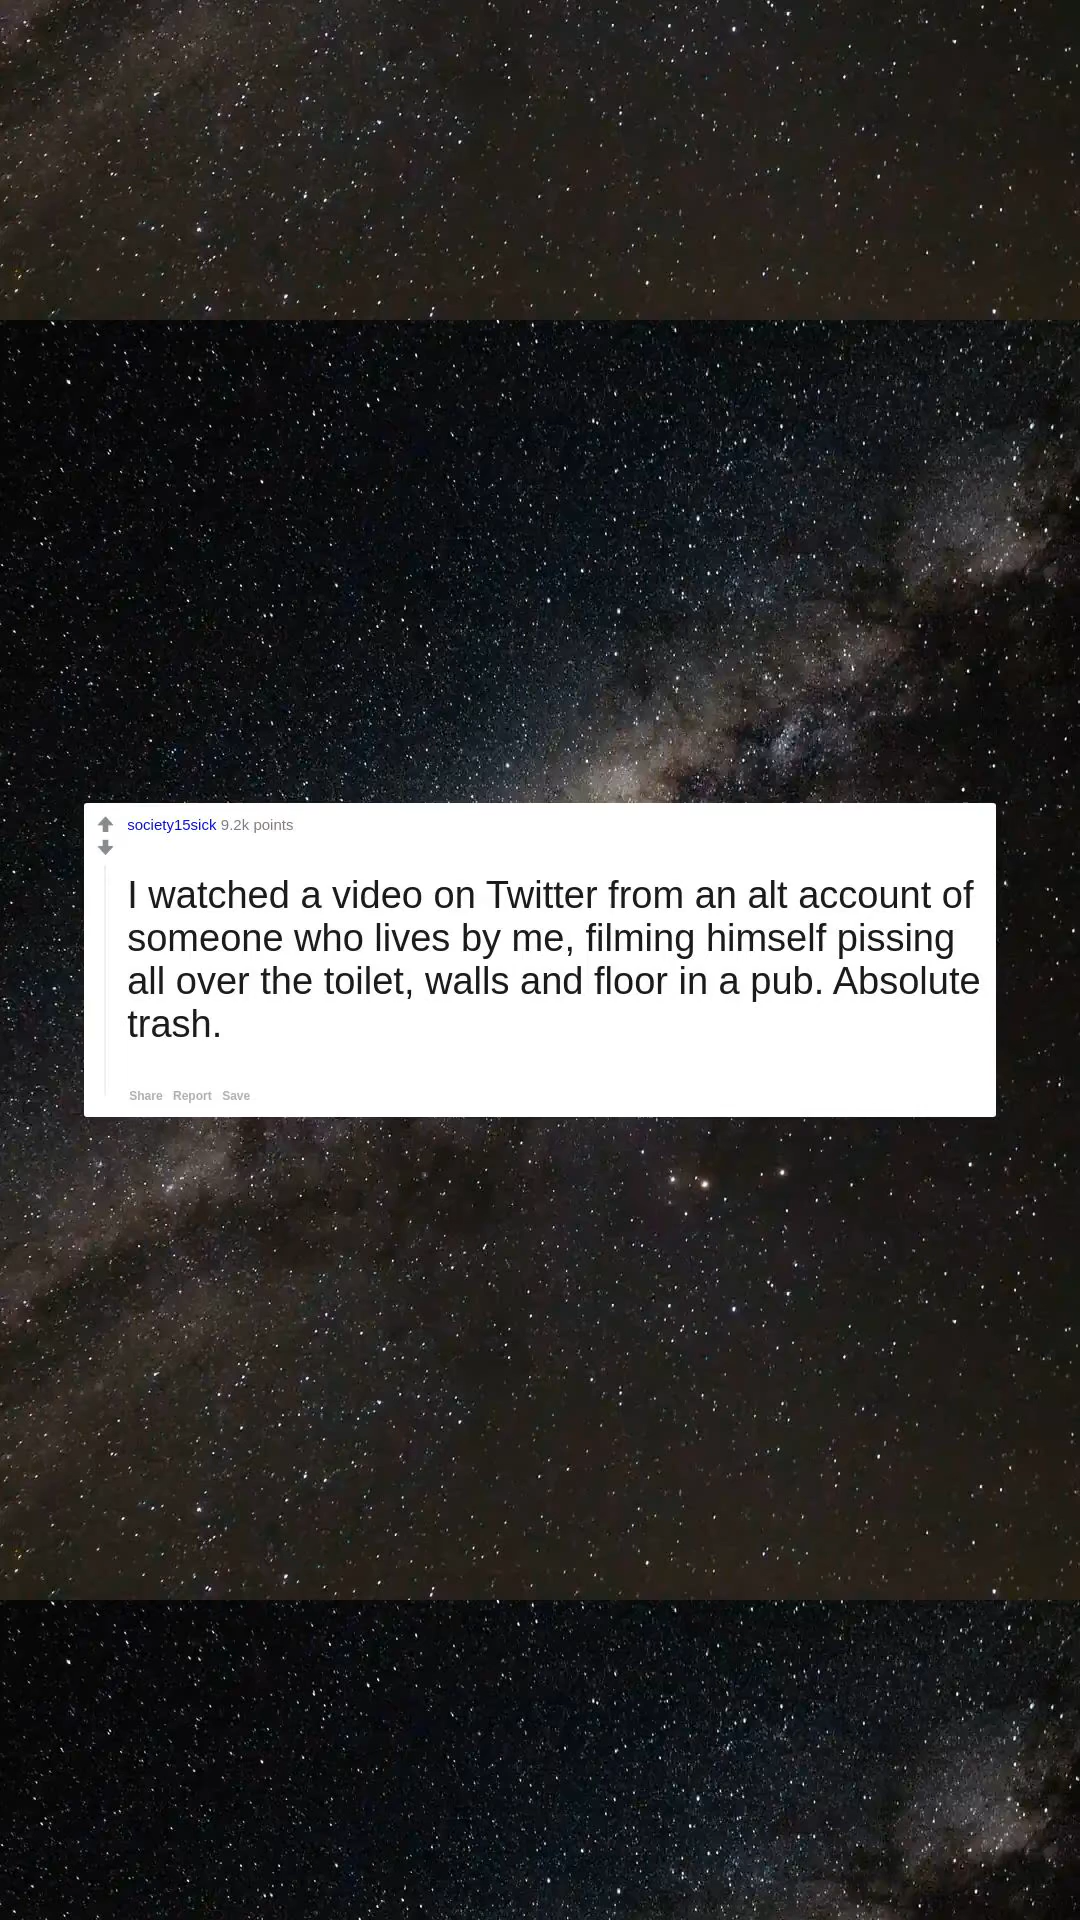 society15sick 9.2k points
I watched a video on Twitter from an alt account of
someone who lives by me, filming himself pissing
all over the toilet, walls and floor in a pub. Absolute
trash.
Share Report Save